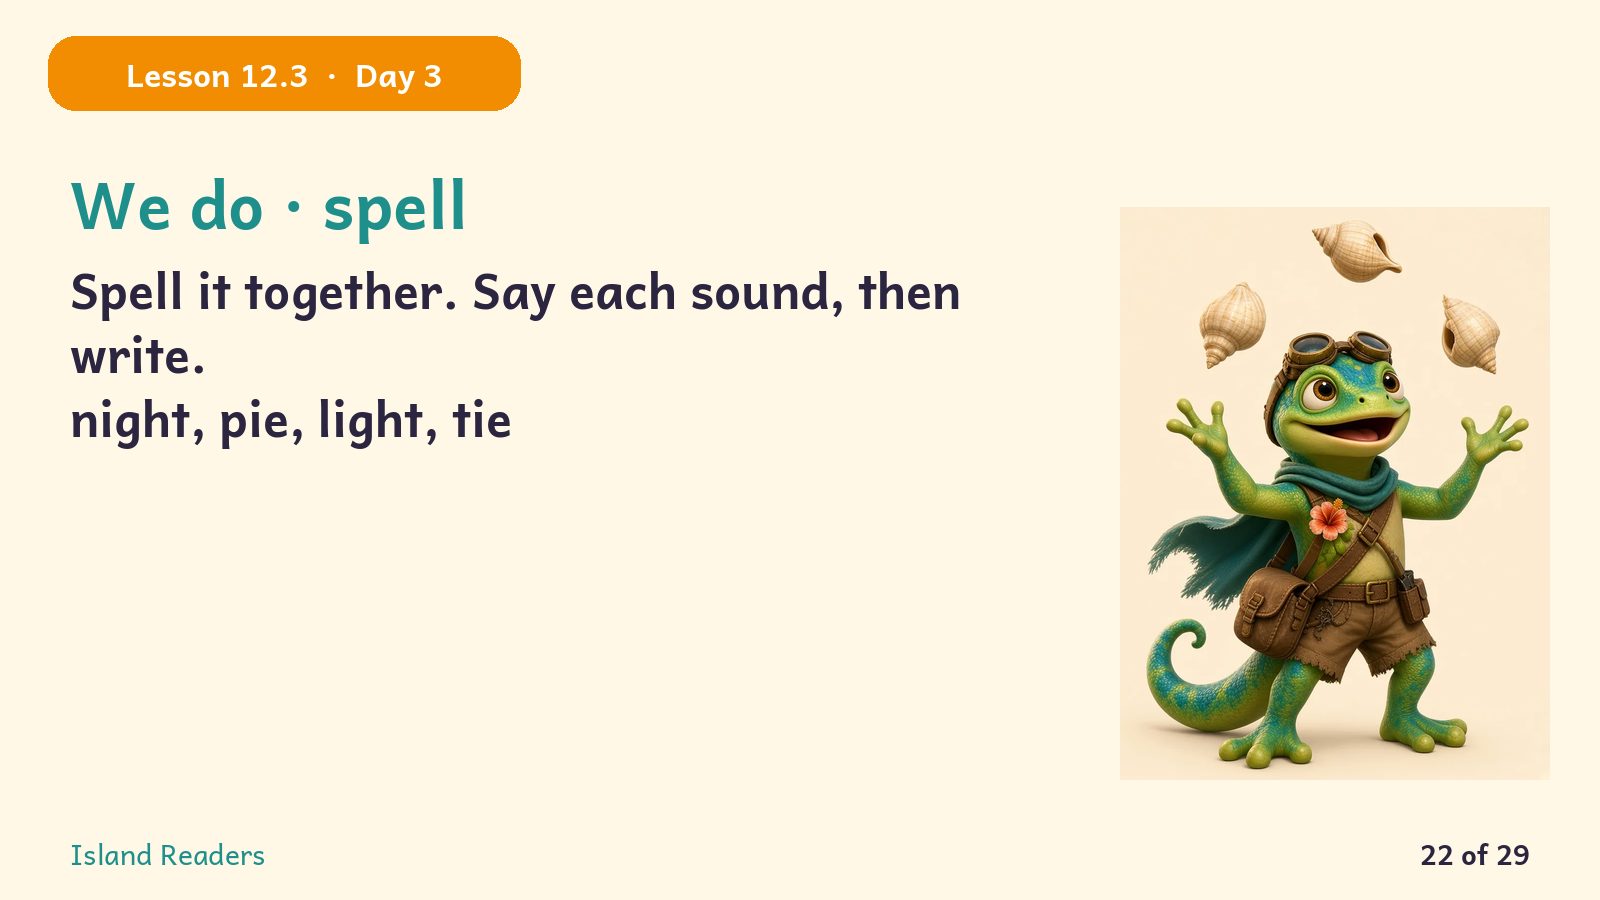 Lesson 12.3 · Day 3
We do · spell
Spell it together. Say each sound, then
write.
night, pie, light, tie
Island Readers
22 of 29